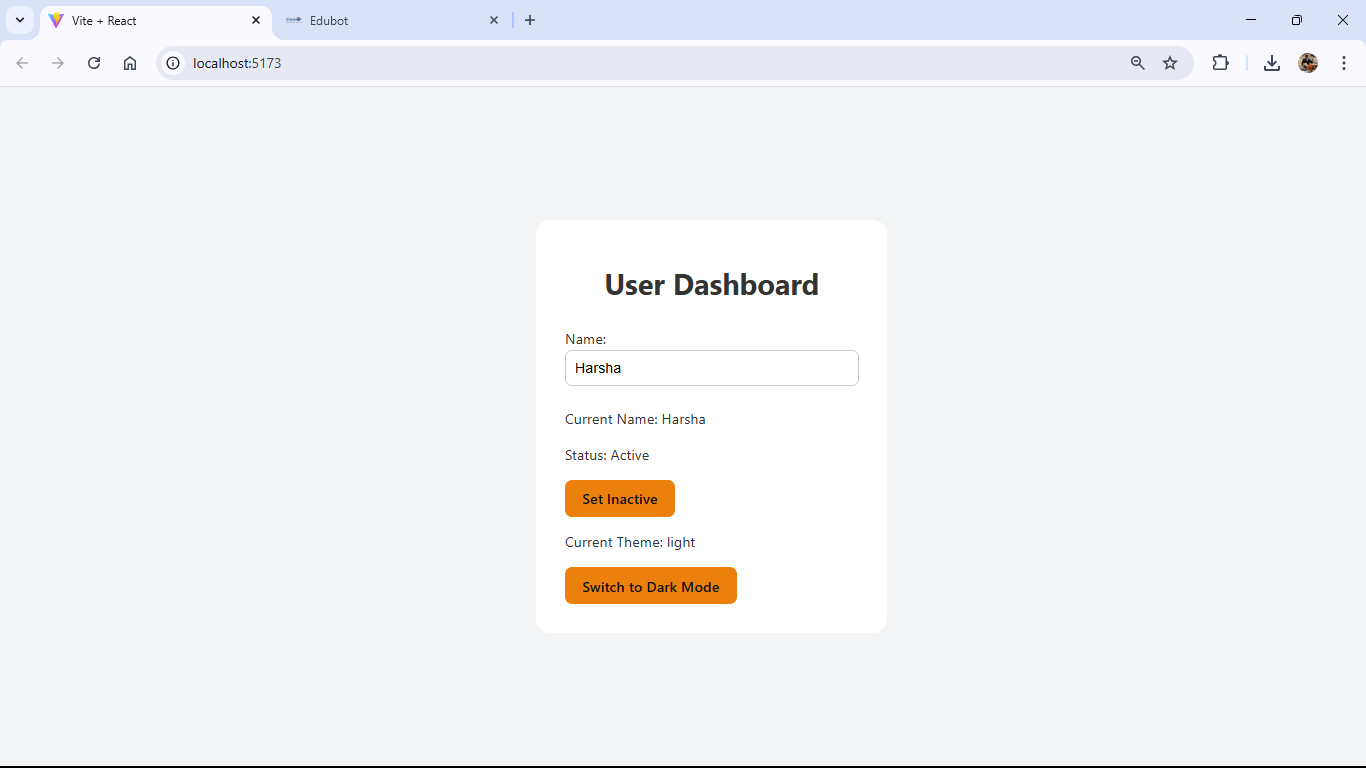 Vite + React
Edubot
localhost:5173
User Dashboard
Name:
Harsha
Current Name: Harsha
Status: Active
Set Inactive
Current Theme: light
Switch to Dark Mode